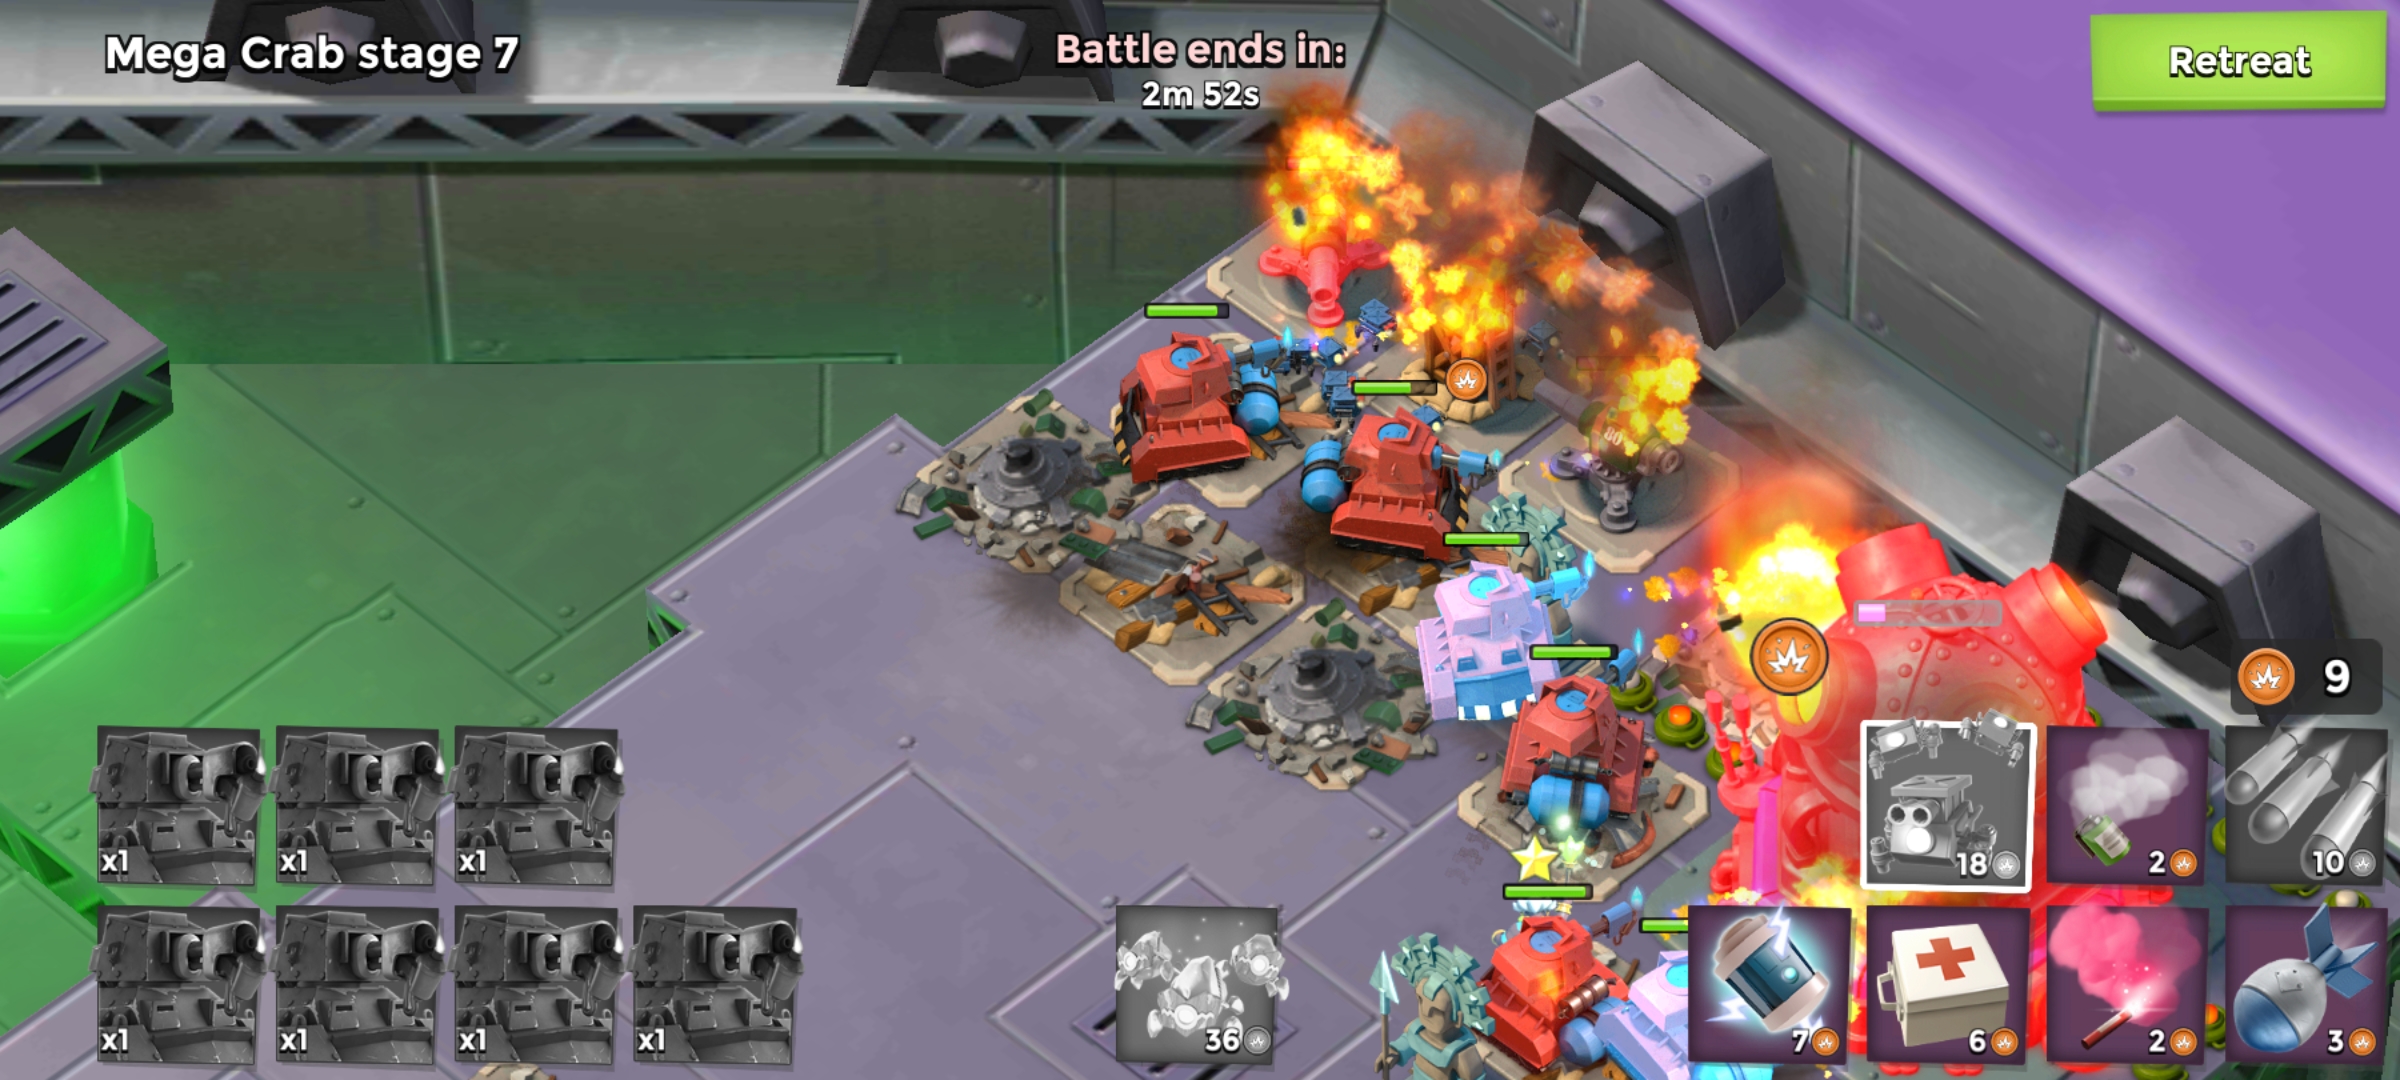 Mega Crab stage 7
Battle ends in:
2m 52s
Retreat
80
9
x1
x1
x1
18
2
10
x1
x1
x1
x1
36
7
6
2
3